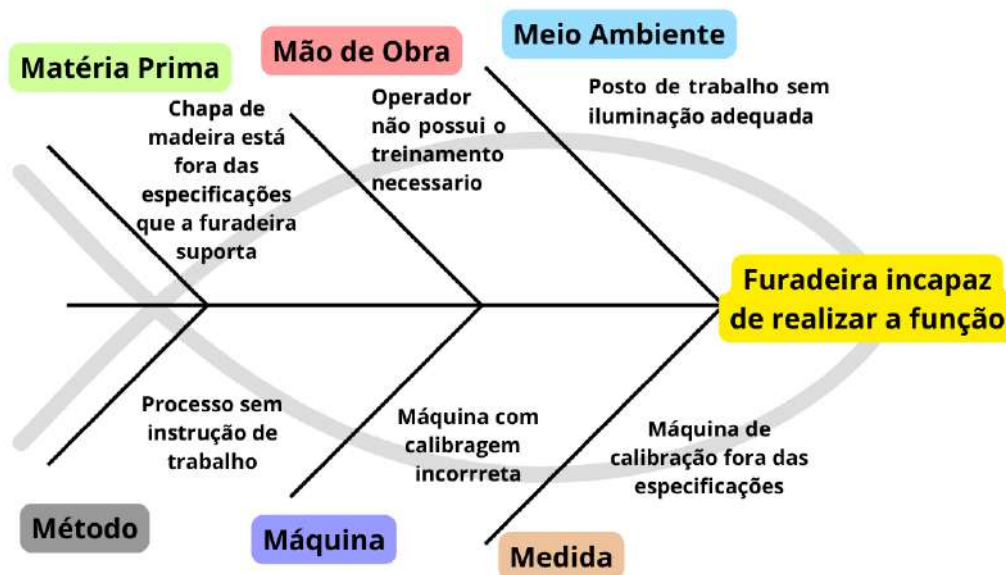 Matéria Prima
Chapa de
madeira está
fora das
especificações
que a furadeira
suporta
Mão de Obra
Operador
não possui o
treinamento
necessario
Meio Ambiente
Posto de trabalho sem
iluminação adequada
Furadeira incapaz
de realizar a função
Processo sem
instrução de
trabalho
Método
Máquina com
calibragem
incorrreta
Máquina
Máquina de
calibração fora das
especificações
Medida